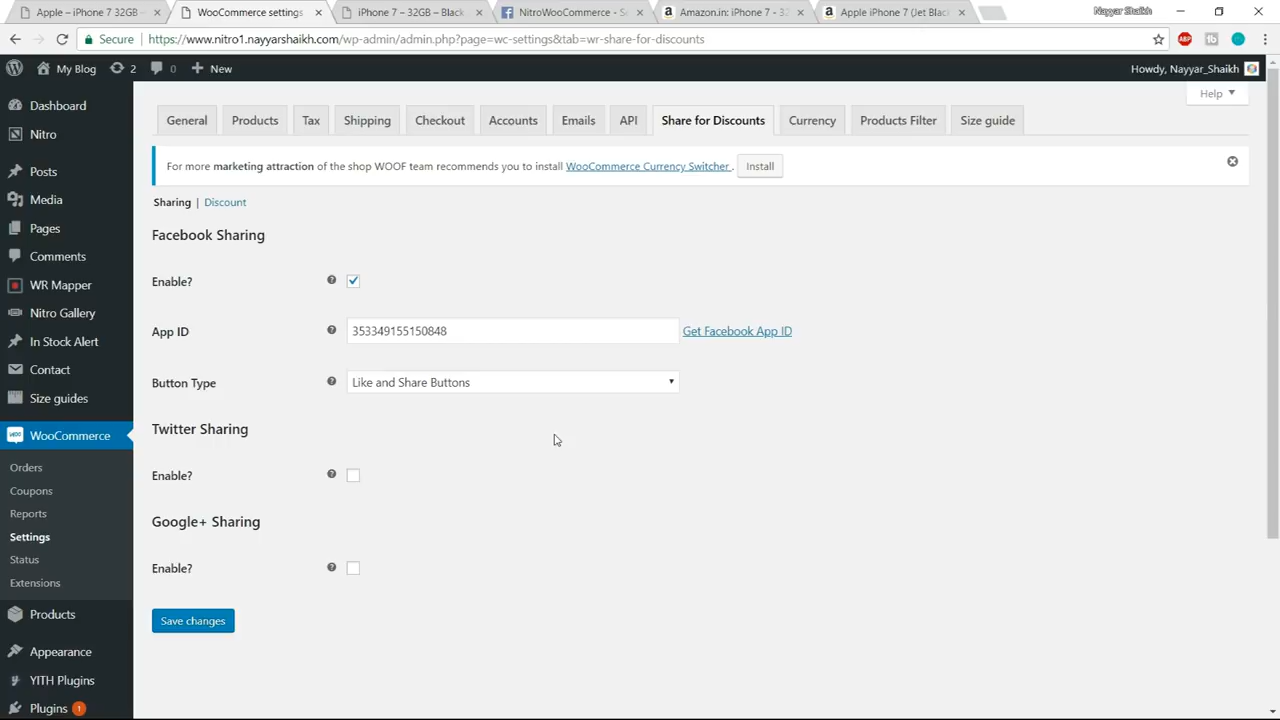 Apple – iPhone 7 32GB -
WooCommerce settings
iPhone 7 – 32GB – Black
NitroWooCommerce - Se
Amazon.in: iPhone 7 - 32
Apple iPhone 7 (Jet Black
Nayyar Shaikh
Secure
https://www.nitro1.nayyarshaikh.com/wp-admin/admin.php?page=wc-settings&tab=wr-share-for-discounts
My Blog
2
0
New
Howdy, Nayyar_Shaikh
Help
Dashboard
Nitro
Posts
Media
Pages
Comments
WR Mapper
Nitro Gallery
In Stock Alert
Contact
Size guides
WooCommerce
Orders
Coupons
Reports
Settings
Status
Extensions
Products
Appearance
YITH Plugins
Plugins 1
General
Products
Tax
Shipping
Checkout
Accounts
Emails
API
Share for Discounts
Currency
Products Filter
Size guide
For more marketing attraction of the shop WOOF team recommends you to install WooCommerce Currency Switcher . Install
Sharing | Discount
Facebook Sharing
Enable?
App ID
353349155150848
Get Facebook App ID
Button Type
Like and Share Buttons
Twitter Sharing
Enable?
Google+ Sharing
Enable?
Save changes